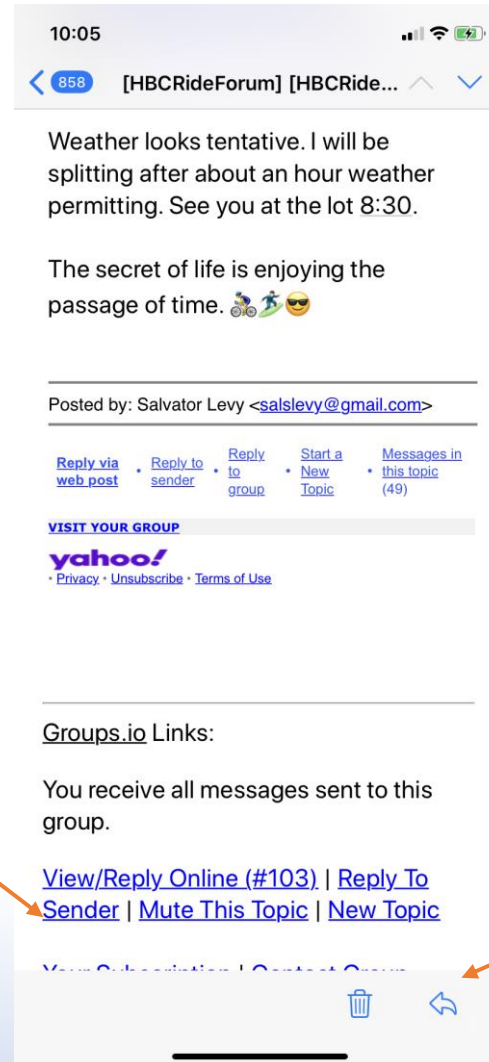 10:05
858 [HBCRideForum] [HBCRide...
Weather looks tentative. I will be
splitting after about an hour weather
permitting. See you at the lot 8:30.
The secret of life is enjoying the
passage of time. 🚴🏄😎
Posted by: Salvator Levy <salslevy@gmail.com>
Reply via web post • Reply to sender • Reply to group • Start a New Topic • Messages in this topic (49)
VISIT YOUR GROUP
yahoo!
• Privacy • Unsubscribe • Terms of Use
Groups.io Links:
You receive all messages sent to this
group.
View/Reply Online (#103) | Reply To
Sender | Mute This Topic | New Topic
Your Subscription | Contact Group